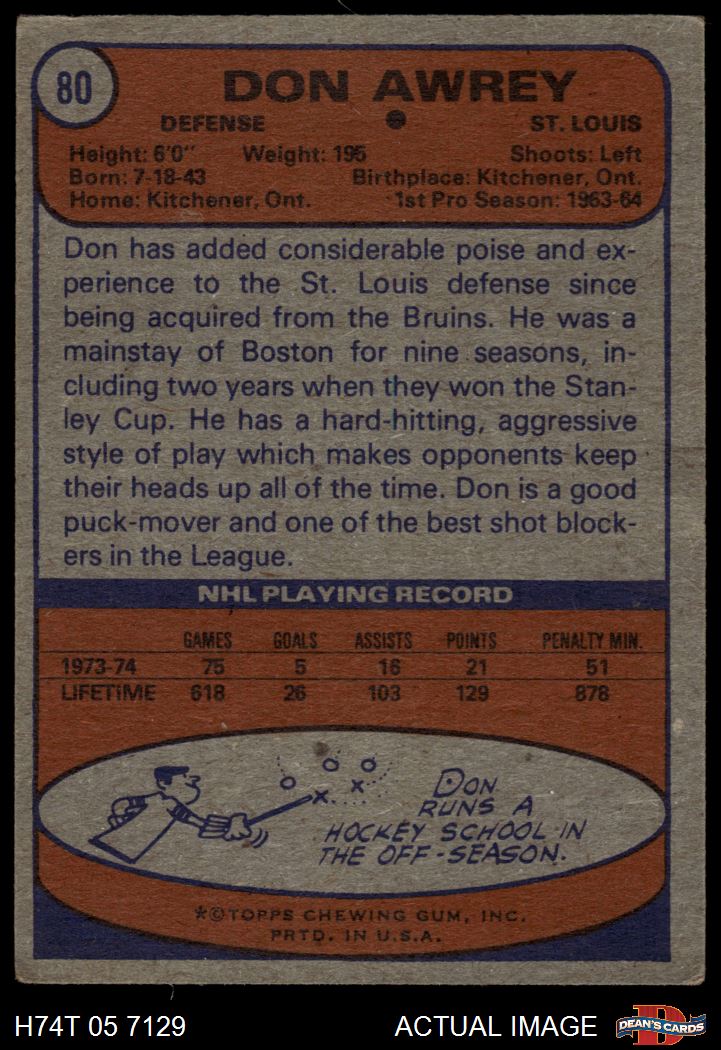 80
DON AWREY
DEFENSE ST. LOUIS
Height: 6'0" Weight: 195 Shoots: Left
Born: 7-18-43 Birthplace: Kitchener, Ont.
Home: Kitchener, Ont. 1st Pro Season: 1963-64
Don has added considerable poise and ex-
perience to the St. Louis defense since
being acquired from the Bruins. He was a
mainstay of Boston for nine seasons, in-
cluding two years when they won the Stan-
ley Cup. He has a hard-hitting, aggressive
style of play which makes opponents keep
their heads up all of the time. Don is a good
puck-mover and one of the best shot block-
ers in the League.
NHL PLAYING RECORD
GAMES GOALS ASSISTS POINTS PENALTY MIN.
1973-74 75 5 16 21 51
LIFETIME 618 26 103 129 878
DON
RUNS A
HOCKEY SCHOOL IN
THE OFF-SEASON.
*©TOPPS CHEWING GUM, INC.
PRTD. IN U.S.A.
H74T 05 7129 ACTUAL IMAGE D DEAN'S CARDS